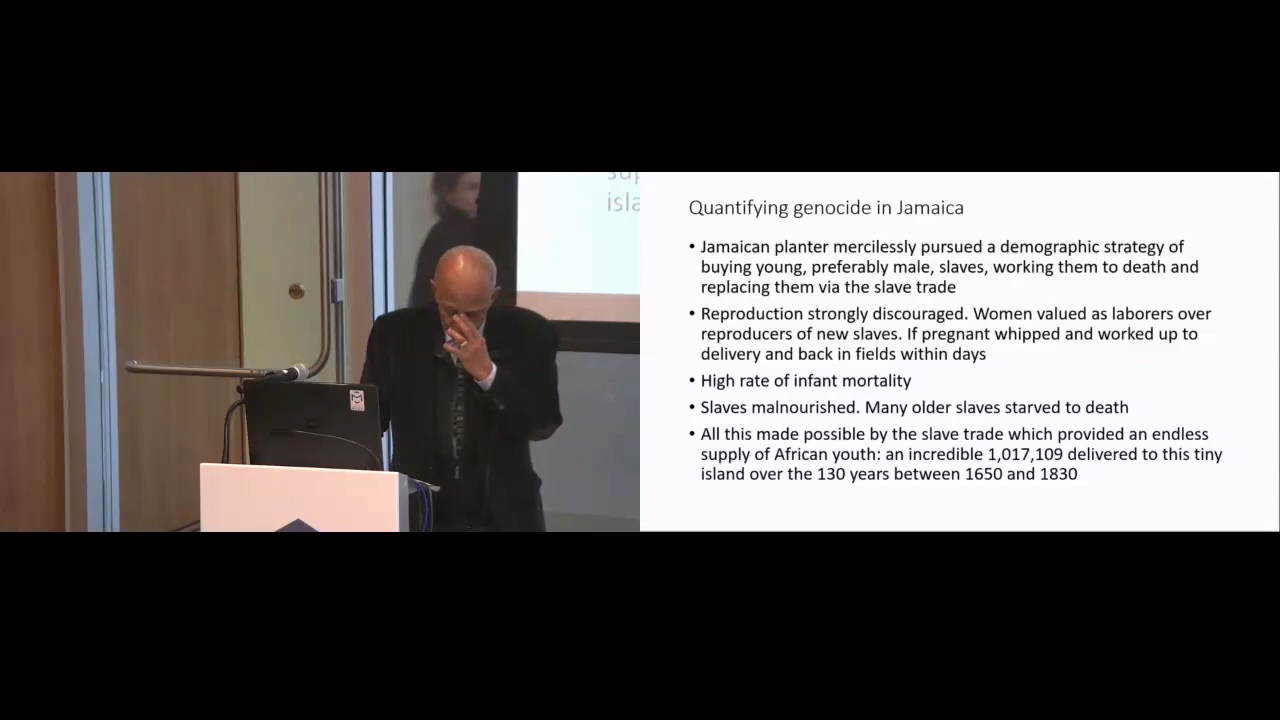 sup
isla
Quantifying genocide in Jamaica
• Jamaican planter mercilessly pursued a demographic strategy of
buying young, preferably male, slaves, working them to death and
replacing them via the slave trade
• Reproduction strongly discouraged. Women valued as laborers over
reproducers of new slaves. If pregnant whipped and worked up to
delivery and back in fields within days
• High rate of infant mortality
• Slaves malnourished. Many older slaves starved to death
• All this made possible by the slave trade which provided an endless
supply of African youth: an incredible 1,017,109 delivered to this tiny
island over the 130 years between 1650 and 1830